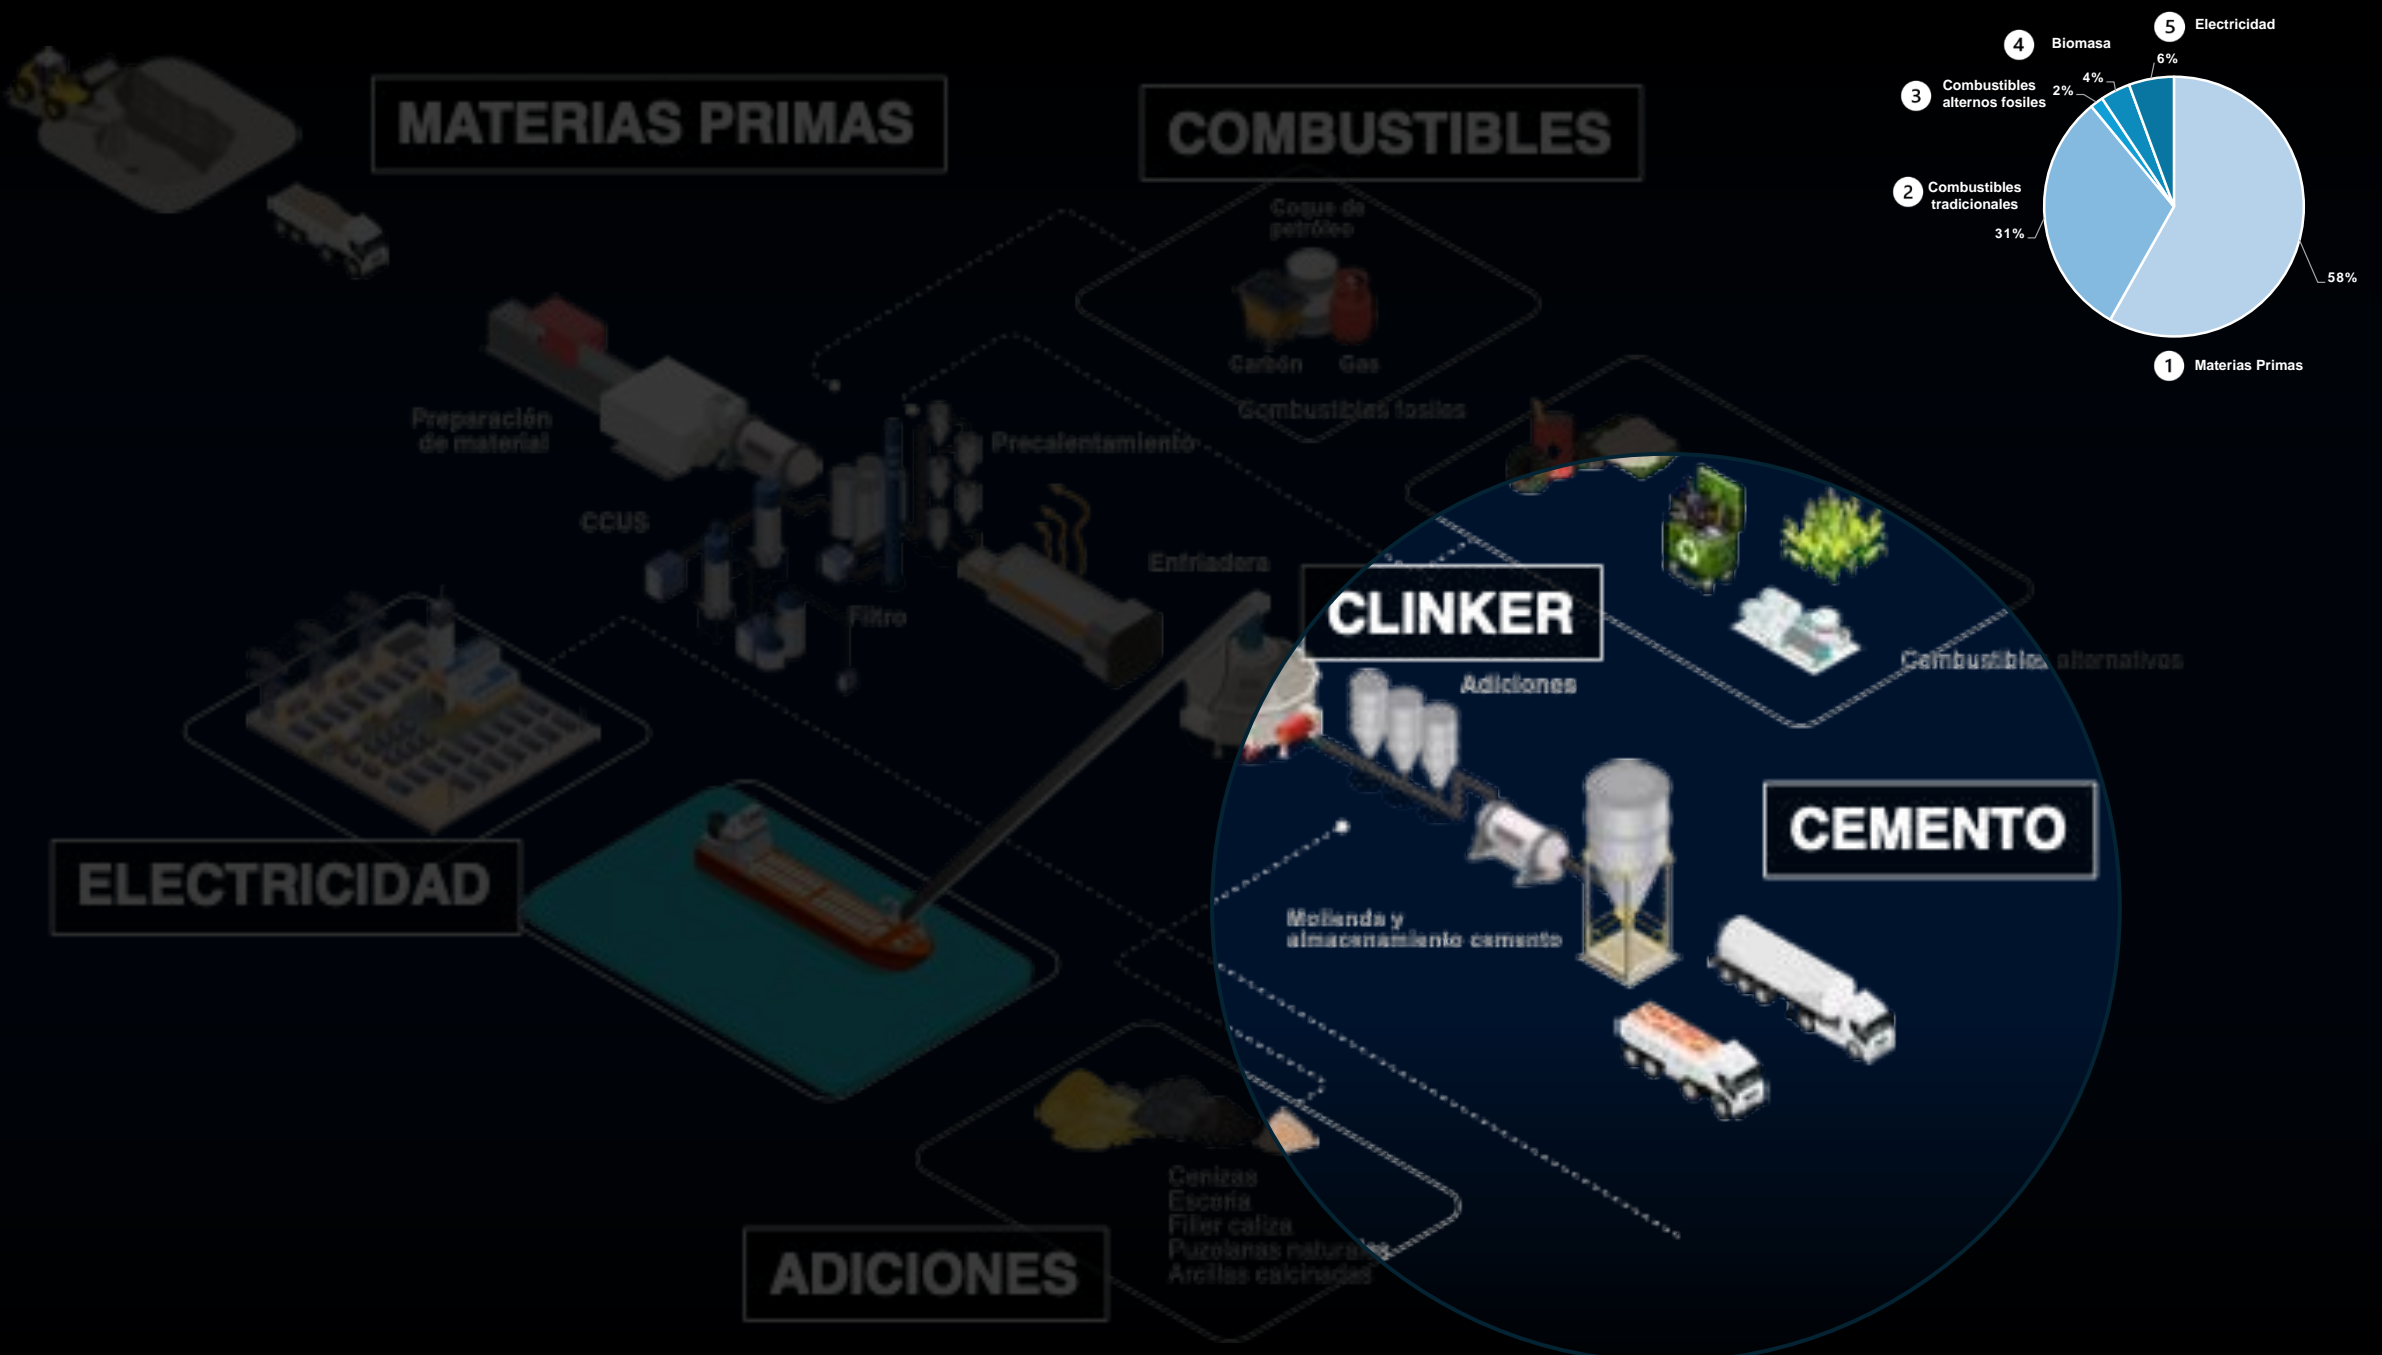 5 Electricidad
4 Biomasa
6%
4%
3 Combustibles
alternos fosiles
2%
2 Combustibles
tradicionales
31%
58%
1 Materias Primas
MATERIAS PRIMAS
COMBUSTIBLES
Coque de
petróleo
Carbón
Gas
Combustibles fosiles
Preparación
de material
Precalentamiento
CCUS
Enfriadera
Filtro
CLINKER
Adiciones
Combustibles alternativos
CEMENTO
ELECTRICIDAD
Molienda y
almacenamiento cemento
Cenizas
Escoria
Filler caliza
Puzolanas naturales
Arcillas calcinadas
ADICIONES